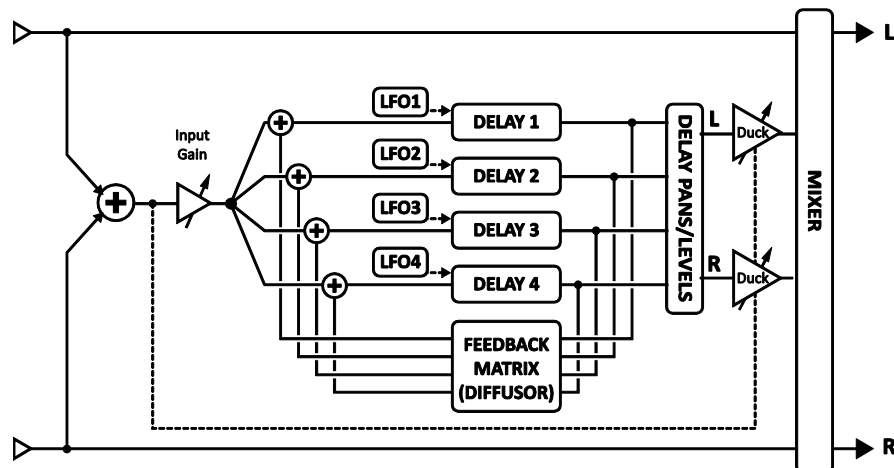 L
Input
Gain
LFO1
DELAY 1
LFO2
DELAY 2
LFO3
DELAY 3
LFO4
DELAY 4
FEEDBACK
MATRIX
(DIFFUSOR)
DELAY PANS/LEVELS
L
Duck
R
Duck
MIXER
R